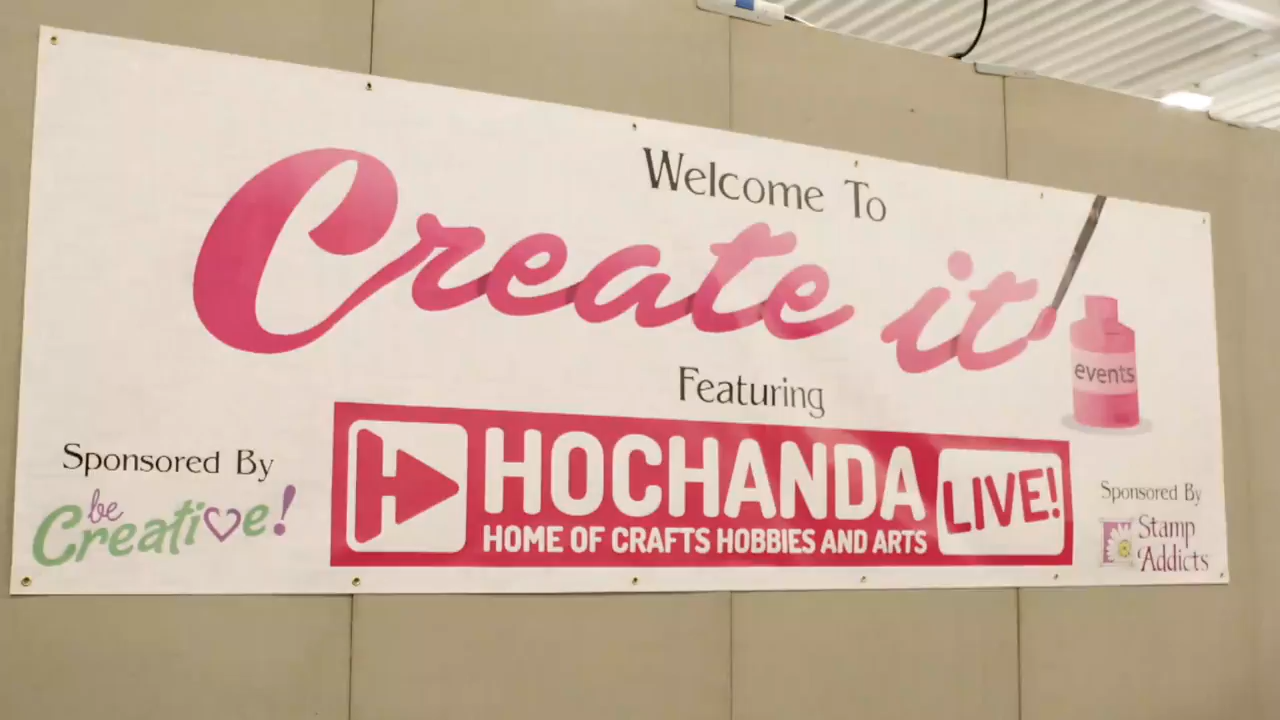 Welcome To
Create it
events
Featuring
HOCHANDA
HOME OF CRAFTS HOBBIES AND ARTS
LIVE!
Sponsored By
be
Creative!
Sponsored By
Stamp
Addicts